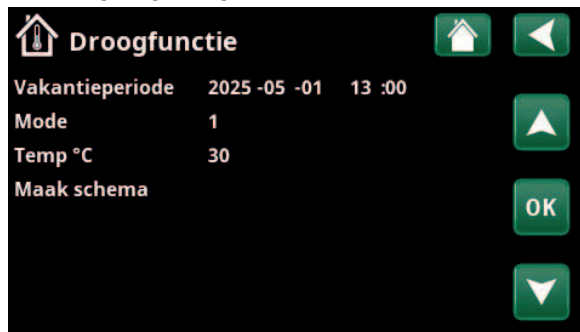 Droogfunctie
Vakantieperiode 2025 -05 -01 13 :00
Mode 1
Temp °C 30
Maak schema
OK